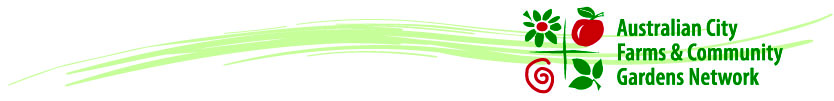 Australian City
Farms & Community
Gardens Network